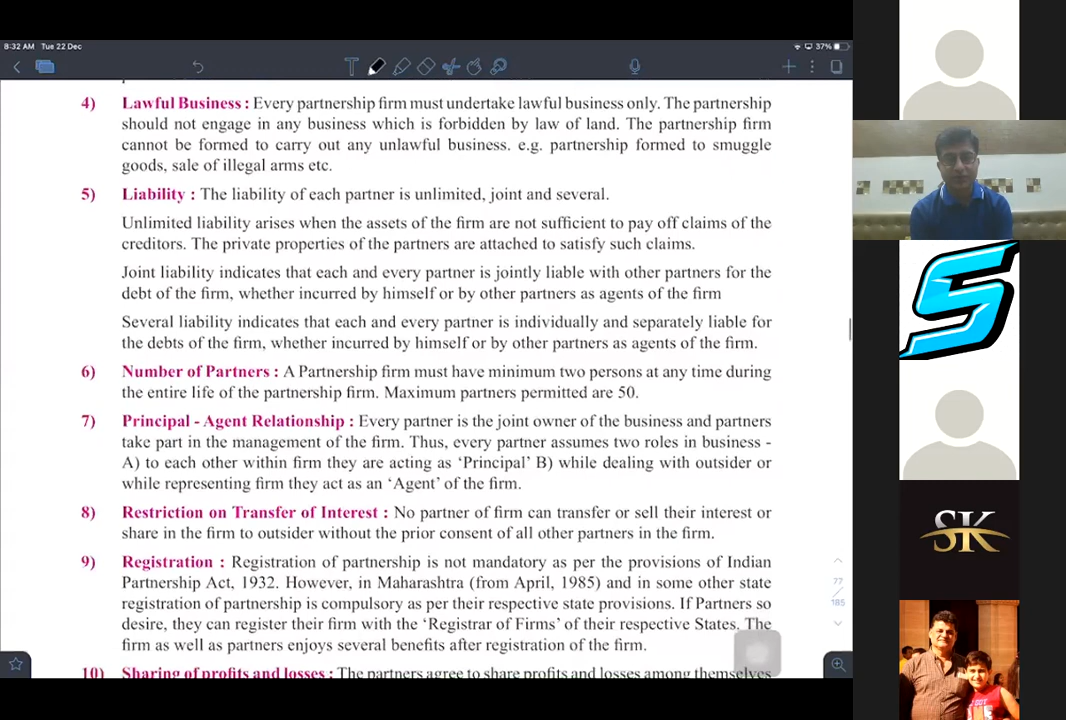 8:32 AM Tue 22 Dec
37%
4) Lawful Business : Every partnership firm must undertake lawful business only. The partnership
should not engage in any business which is forbidden by law of land. The partnership firm
cannot be formed to carry out any unlawful business. e.g. partnership formed to smuggle
goods, sale of illegal arms etc.
5) Liability : The liability of each partner is unlimited, joint and several.
Unlimited liability arises when the assets of the firm are not sufficient to pay off claims of the
creditors. The private properties of the partners are attached to satisfy such claims.
Joint liability indicates that each and every partner is jointly liable with other partners for the
debt of the firm, whether incurred by himself or by other partners as agents of the firm
Several liability indicates that each and every partner is individually and separately liable for
the debts of the firm, whether incurred by himself or by other partners as agents of the firm.
6) Number of Partners : A Partnership firm must have minimum two persons at any time during
the entire life of the partnership firm. Maximum partners permitted are 50.
7) Principal - Agent Relationship : Every partner is the joint owner of the business and partners
take part in the management of the firm. Thus, every partner assumes two roles in business -
A) to each other within firm they are acting as ‘Principal’ B) while dealing with outsider or
while representing firm they act as an ‘Agent’ of the firm.
8) Restriction on Transfer of Interest : No partner of firm can transfer or sell their interest or
share in the firm to outsider without the prior consent of all other partners in the firm.
9) Registration : Registration of partnership is not mandatory as per the provisions of Indian
Partnership Act, 1932. However, in Maharashtra (from April, 1985) and in some other state
registration of partnership is compulsory as per their respective state provisions. If Partners so
desire, they can register their firm with the ‘Registrar of Firms’ of their respective States. The
firm as well as partners enjoys several benefits after registration of the firm.
10) Sharing of profits and losses : The partners agree to share profits and losses among themselves
77
/
185
S
SK